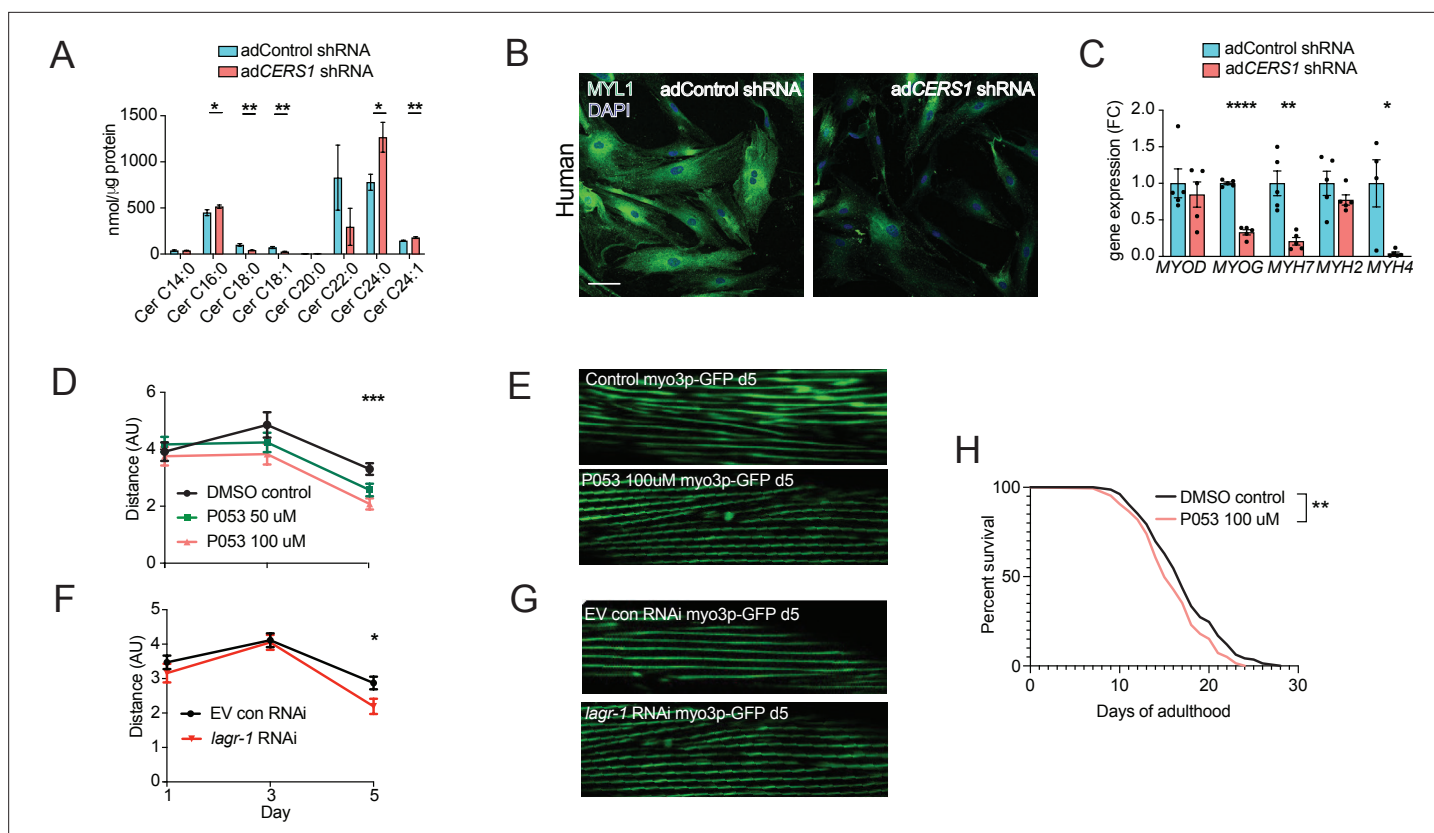 A
adControl shRNA
adCERS1 shRNA
* ** ** * **
nmol/µg protein
1500
1000
500
0
Cer C14:0
Cer C16:0
Cer C18:0
Cer C18:1
Cer C20:0
Cer C22:0
Cer C24:0
Cer C24:1
B
Human
MYL1
DAPI
adControl shRNA
adCERS1 shRNA
C
adControl shRNA
adCERS1 shRNA
**** ** *
gene expression (FC)
2.0
1.5
1.0
0.5
0.0
MYOD MYOG MYH7 MYH2 MYH4
D
Distance (AU)
6
4
2
0
***
DMSO control
P053 50 uM
P053 100 uM
E
Control myo3p-GFP d5
P053 100uM myo3p-GFP d5
F
Distance (AU)
5
4
3
2
1
0
*
EV con RNAi
lagr-1 RNAi
1 3 5
Day
G
EV con RNAi myo3p-GFP d5
lagr-1 RNAi myo3p-GFP d5
H
Percent survival
100
50
0
DMSO control
P053 100 uM
**
0 10 20 30
Days of adulthood